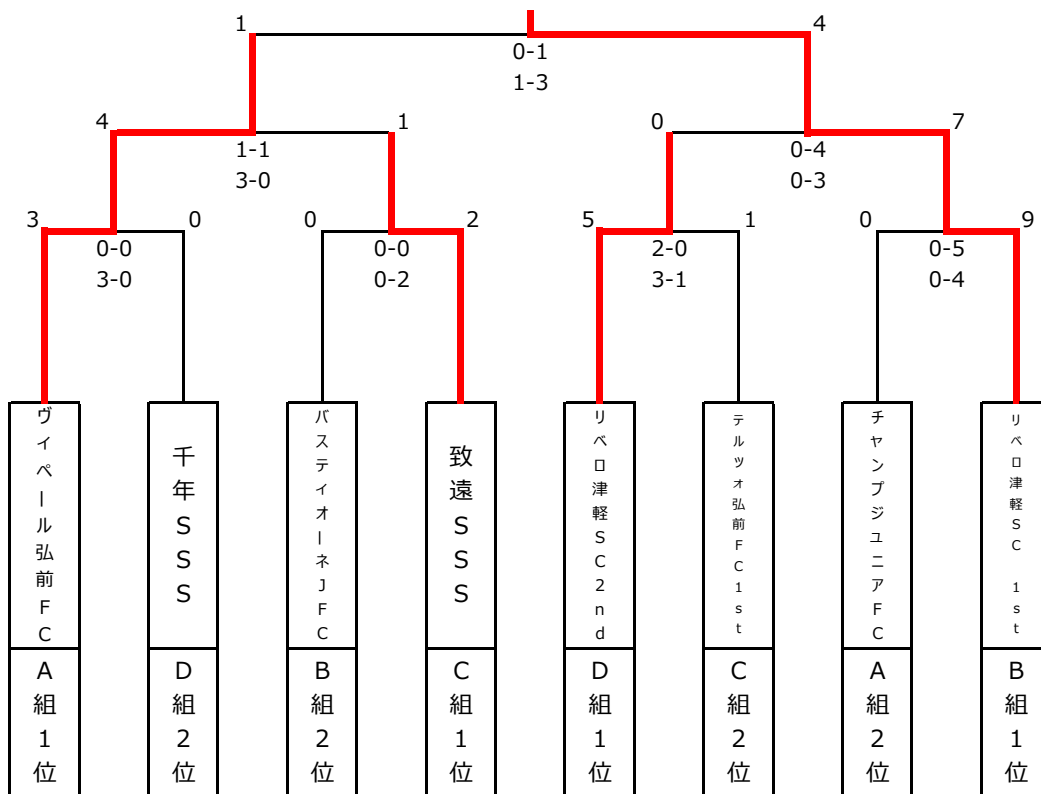 1
4
0-1
1-3
4
1
0
7
1-1
3-0
0-4
0-3
3
0
0
2
5
1
0
9
0-0
3-0
0-0
0-2
2-0
3-1
0-5
0-4
ヴィペール弘前FC
千年SSS
バスティオーネJFC
致遠SSS
リベロ津軽SC2nd
テルツォ弘前FC1st
チャンプジュニアFC
リベロ津軽SC 1st
A組1位
D組2位
B組2位
C組1位
D組1位
C組2位
A組2位
B組1位